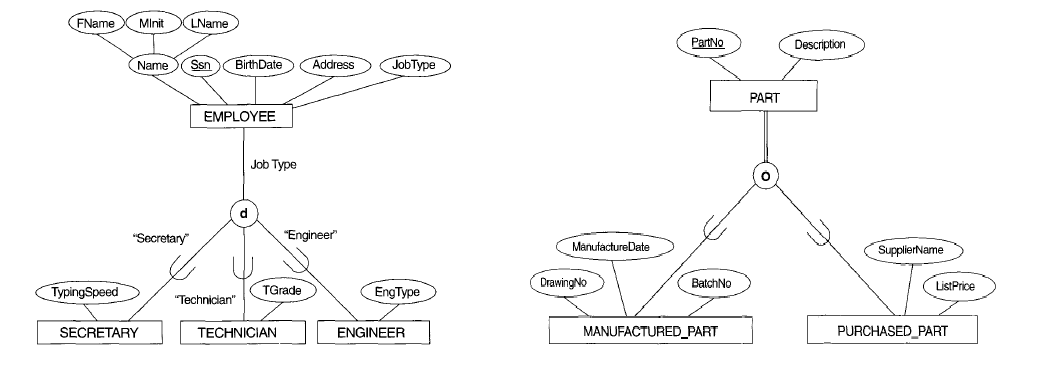 FName MInit LName
Name Ssn BirthDate Address JobType
EMPLOYEE
Job Type
d
"Secretary" "Engineer"
"Technician"
TypingSpeed TGrade EngType
SECRETARY TECHNICIAN ENGINEER
PartNo Description
PART
o
ManufactureDate SupplierName
DrawingNo BatchNo ListPrice
MANUFACTURED_PART PURCHASED_PART